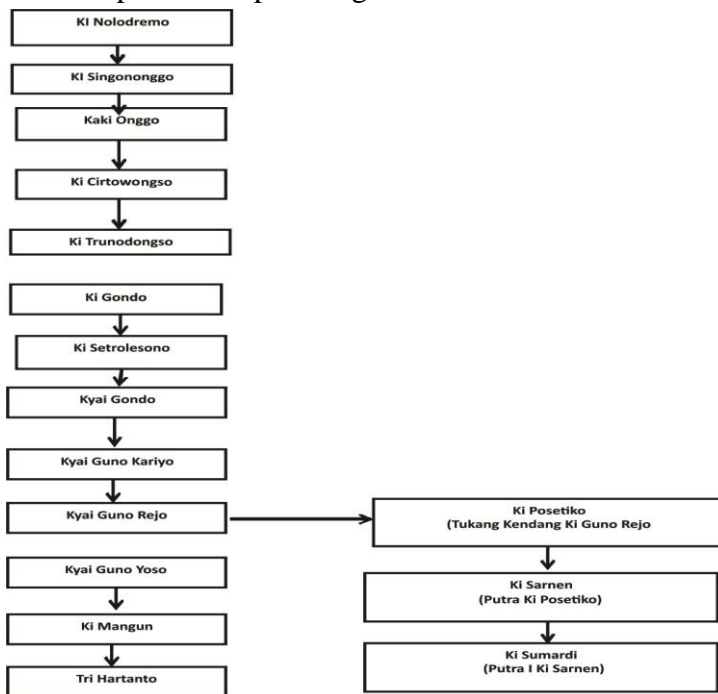 KI Nolodremo
KI Singononggo
Kaki Onggo
Ki Cirtowongso
Ki Trunodongso
Ki Gondo
Ki Setrolesono
Kyai Gondo
Kyai Guno Kariyo
Kyai Guno Rejo
Kyai Guno Yoso
Ki Mangun
Tri Hartanto
Ki Posetiko
(Tukang Kendang Ki Guno Rejo
Ki Sarnen
(Putra Ki Posetiko)
Ki Sumardi
(Putra I Ki Sarnen)